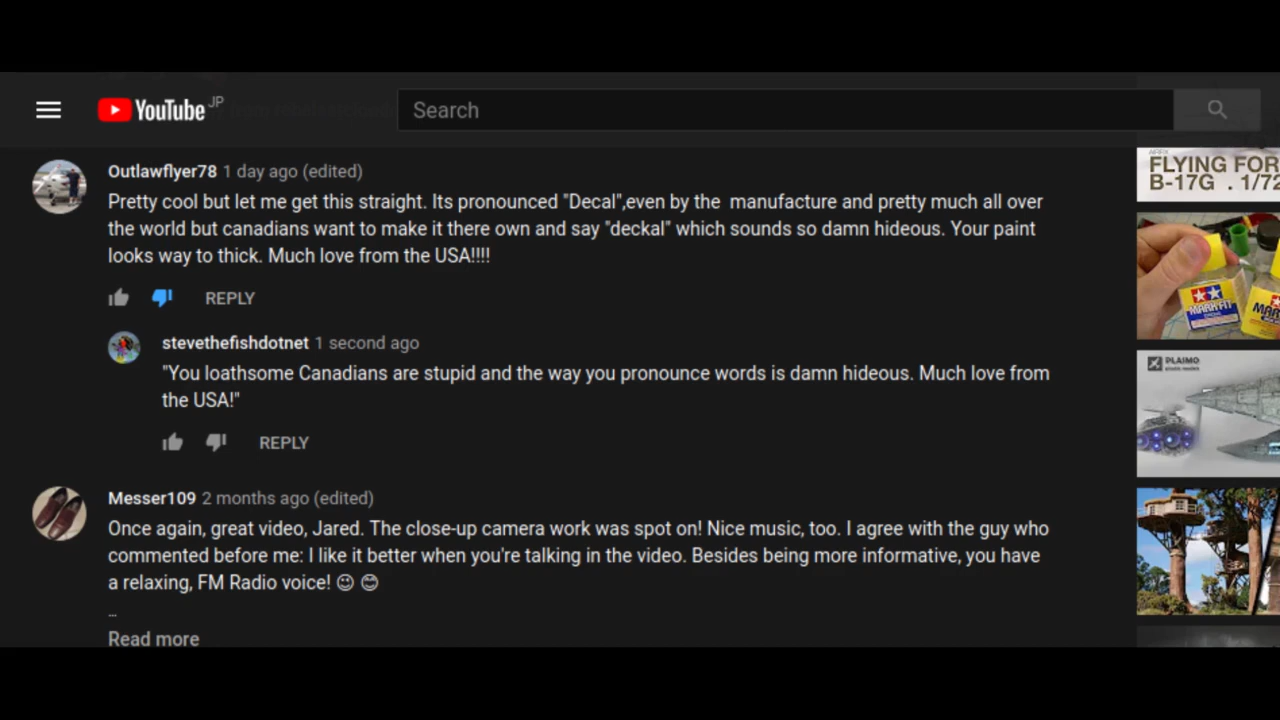 YouTube JP
Search
Outlawflyer78 1 day ago (edited)
Pretty cool but let me get this straight. Its pronounced "Decal",even by the  manufacture and pretty much all over
the world but canadians want to make it there own and say "deckal" which sounds so damn hideous. Your paint
looks way to thick. Much love from the USA!!!!
REPLY
stevethefishdotnet 1 second ago
"You loathsome Canadians are stupid and the way you pronounce words is damn hideous. Much love from
the USA!"
REPLY
Messer109 2 months ago (edited)
Once again, great video, Jared. The close-up camera work was spot on! Nice music, too. I agree with the guy who
commented before me: I like it better when you're talking in the video. Besides being more informative, you have
a relaxing, FM Radio voice! ☺ 😊
...
Read more
FLYING FOR
B-17G . 1/72
MARK FIT
PLAIMO